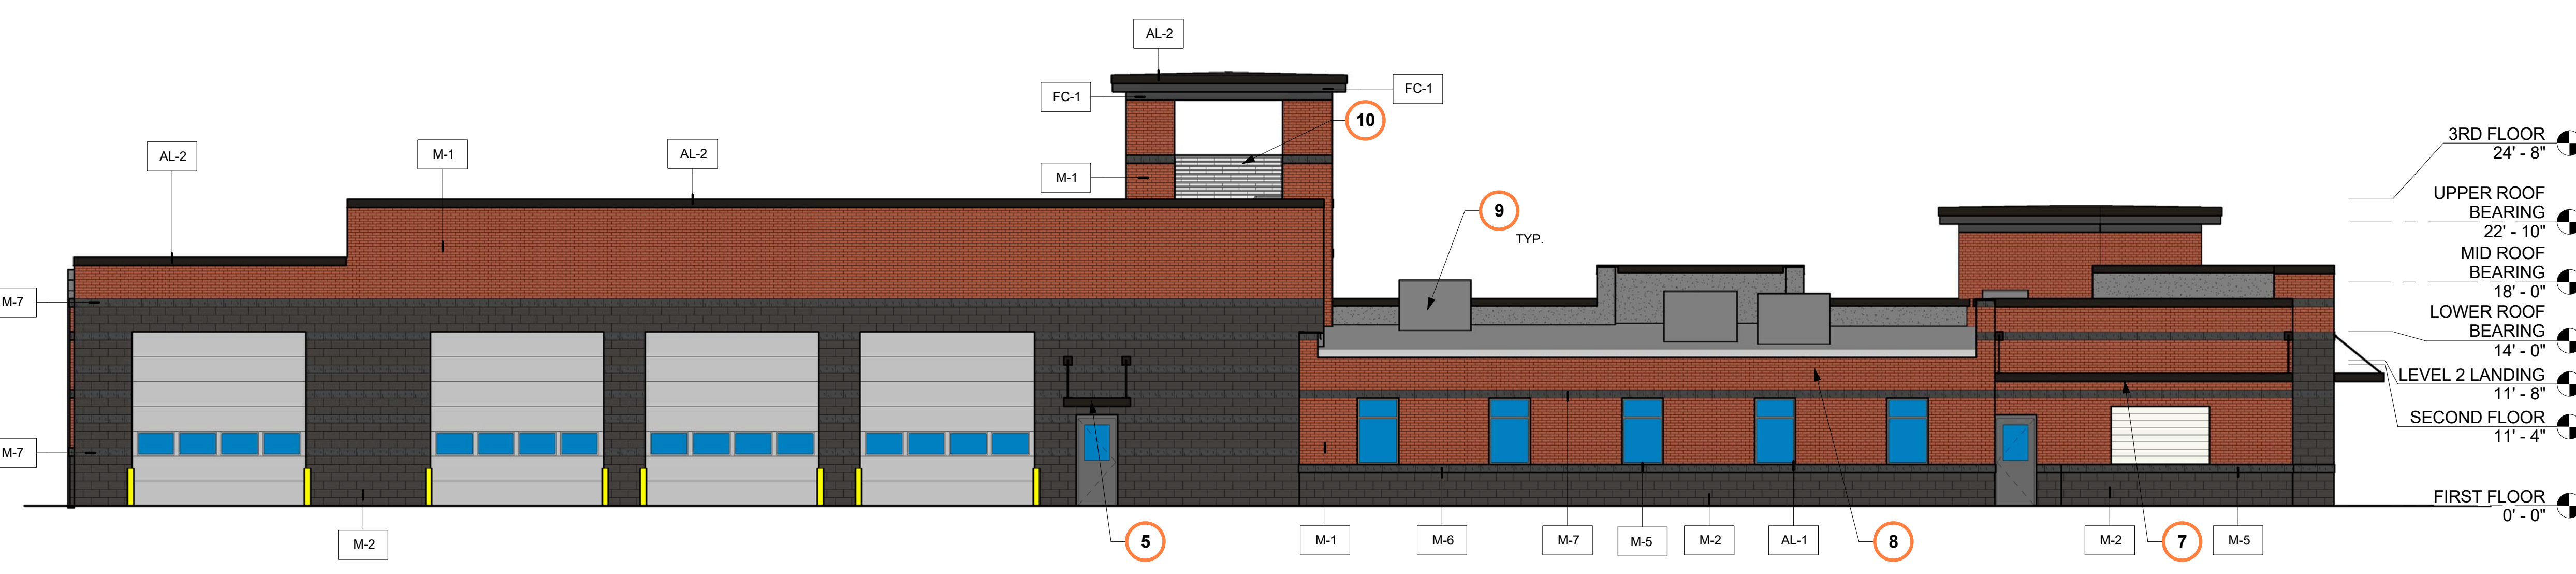 AL-2
FC-1
FC-1
10
M-1
AL-2
M-1
AL-2
9
TYP.
M-7
M-7
M-2
5
M-1
M-6
M-7
M-5
M-2
AL-1
8
M-2
7
M-5
3RD FLOOR
24' - 8"
UPPER ROOF
BEARING
22' - 10"
MID ROOF
BEARING
18' - 0"
LOWER ROOF
BEARING
14' - 0"
LEVEL 2 LANDING
11' - 8"
SECOND FLOOR
11' - 4"
FIRST FLOOR
0' - 0"